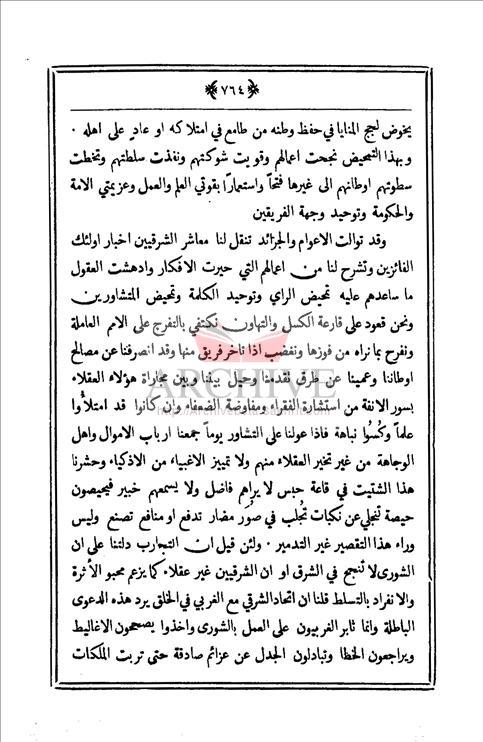 ٧٦٤
يخوض لجج المنايا في حفظ وطنه من طامع في امتلاكه او عادٍ على اهله ٠
وبهذا التمحيض نجحت اعمالهم وقويت شوكتهم ونفذت سلطتهم وتخطت
سطوتهم اوطانهم الى غيرها فتحاً واستعماراً بقوتي العلم والعمل وعزيمتي الامة
والحكومة وتوحيد وجهة الفريقين
وقد توالت الاعوام والجرائد تنقل لنا معاشر الشرقيين اخبار اولئك
الفائزين وتشرح لنا من اعمالهم التي حيرت الافكار وادهشت العقول
ما ساعدهم عليه تمحيض الراي وتوحيد الكلمة وتمحيض المتشاورين
ونحن قعود على قارعة الكسل والتهاون نكتفي بالتفرج على الامم العاملة
ونفرح بما نراه من فوزها ونغضب اذا تاخر فريق منها وقد انصرفنا عن مصالح
اوطاننا وعمينا عن طرق تقدمنا وحيل بيننا وبين مجاراة هؤلاء العقلاء
بسور الانفة من استشارة الفقراء ومفاوضة الضعفاء وان كانوا قد امتلأوا
علماً وكُسُوا نباهة فاذا عولنا على التشاور يوماً جمعنا ارباب الاموال واهل
الوجاهة من غير تخير العقلاء منهم ولا تمييز الاغبياء من الاذكياء وحشرنا
هذا الشتيت في قاعة حبس لا يراهم فاضل ولا يسمعهم خبير فيحيصون
حيصة تنجلي عن نكبات تُجلب في صُوَر مضار تدفع او منافع تصنع وليس
وراء هذا التقصير غير التدمير ٠ ولئن قيل ان التجارب دلتنا على ان
الشورى لا تنجح في الشرق او ان الشرقيين غير عقلاء كما يزعم محبو الأثرة
والانفراد بالتسلط قلنا ان اتحاد الشرقي مع الغربي في الخلق يرد هذه الدعوى
الباطلة وانما ثابر الغربيون على العمل بالشورى واخذوا يصححون الاغاليط
ويراجعون الخطا وتبادلون الجدل عن عزائم صادقة حتى تربت الملكات
ARCHIVE